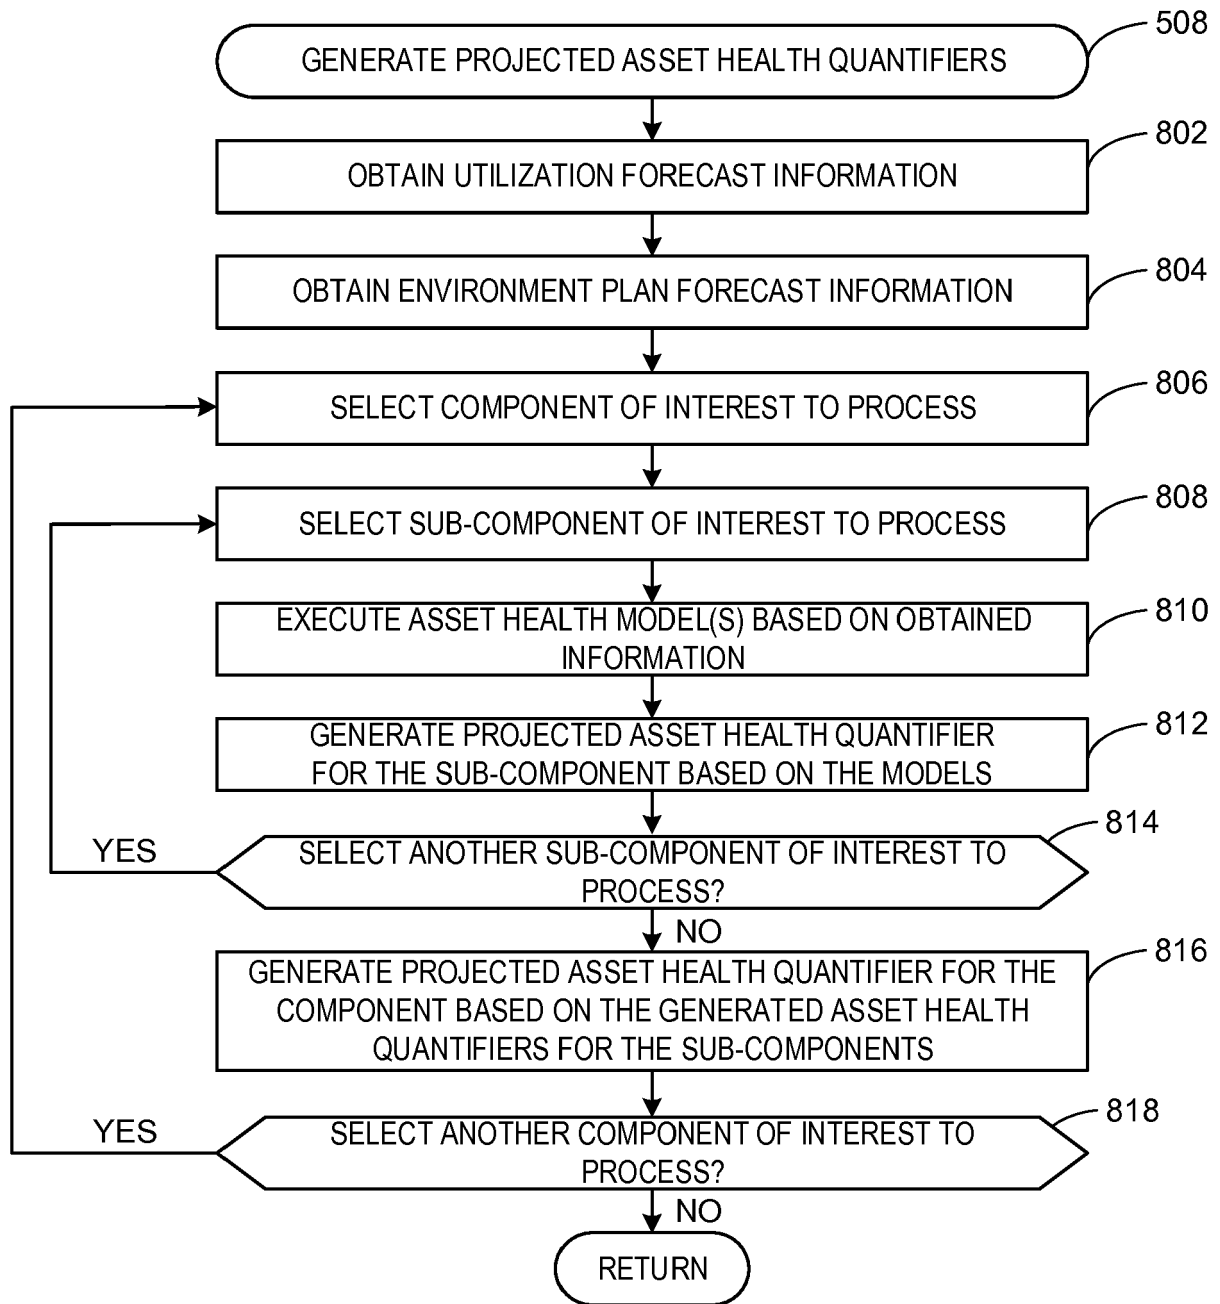 508
GENERATE PROJECTED ASSET HEALTH QUANTIFIERS
802
OBTAIN UTILIZATION FORECAST INFORMATION
804
OBTAIN ENVIRONMENT PLAN FORECAST INFORMATION
806
SELECT COMPONENT OF INTEREST TO PROCESS
808
SELECT SUB-COMPONENT OF INTEREST TO PROCESS
810
EXECUTE ASSET HEALTH MODEL(S) BASED ON OBTAINED
INFORMATION
812
GENERATE PROJECTED ASSET HEALTH QUANTIFIER
FOR THE SUB-COMPONENT BASED ON THE MODELS
814
YES
SELECT ANOTHER SUB-COMPONENT OF INTEREST TO
PROCESS?
NO
816
GENERATE PROJECTED ASSET HEALTH QUANTIFIER FOR THE
COMPONENT BASED ON THE GENERATED ASSET HEALTH
QUANTIFIERS FOR THE SUB-COMPONENTS
818
YES
SELECT ANOTHER COMPONENT OF INTEREST TO
PROCESS?
NO
RETURN